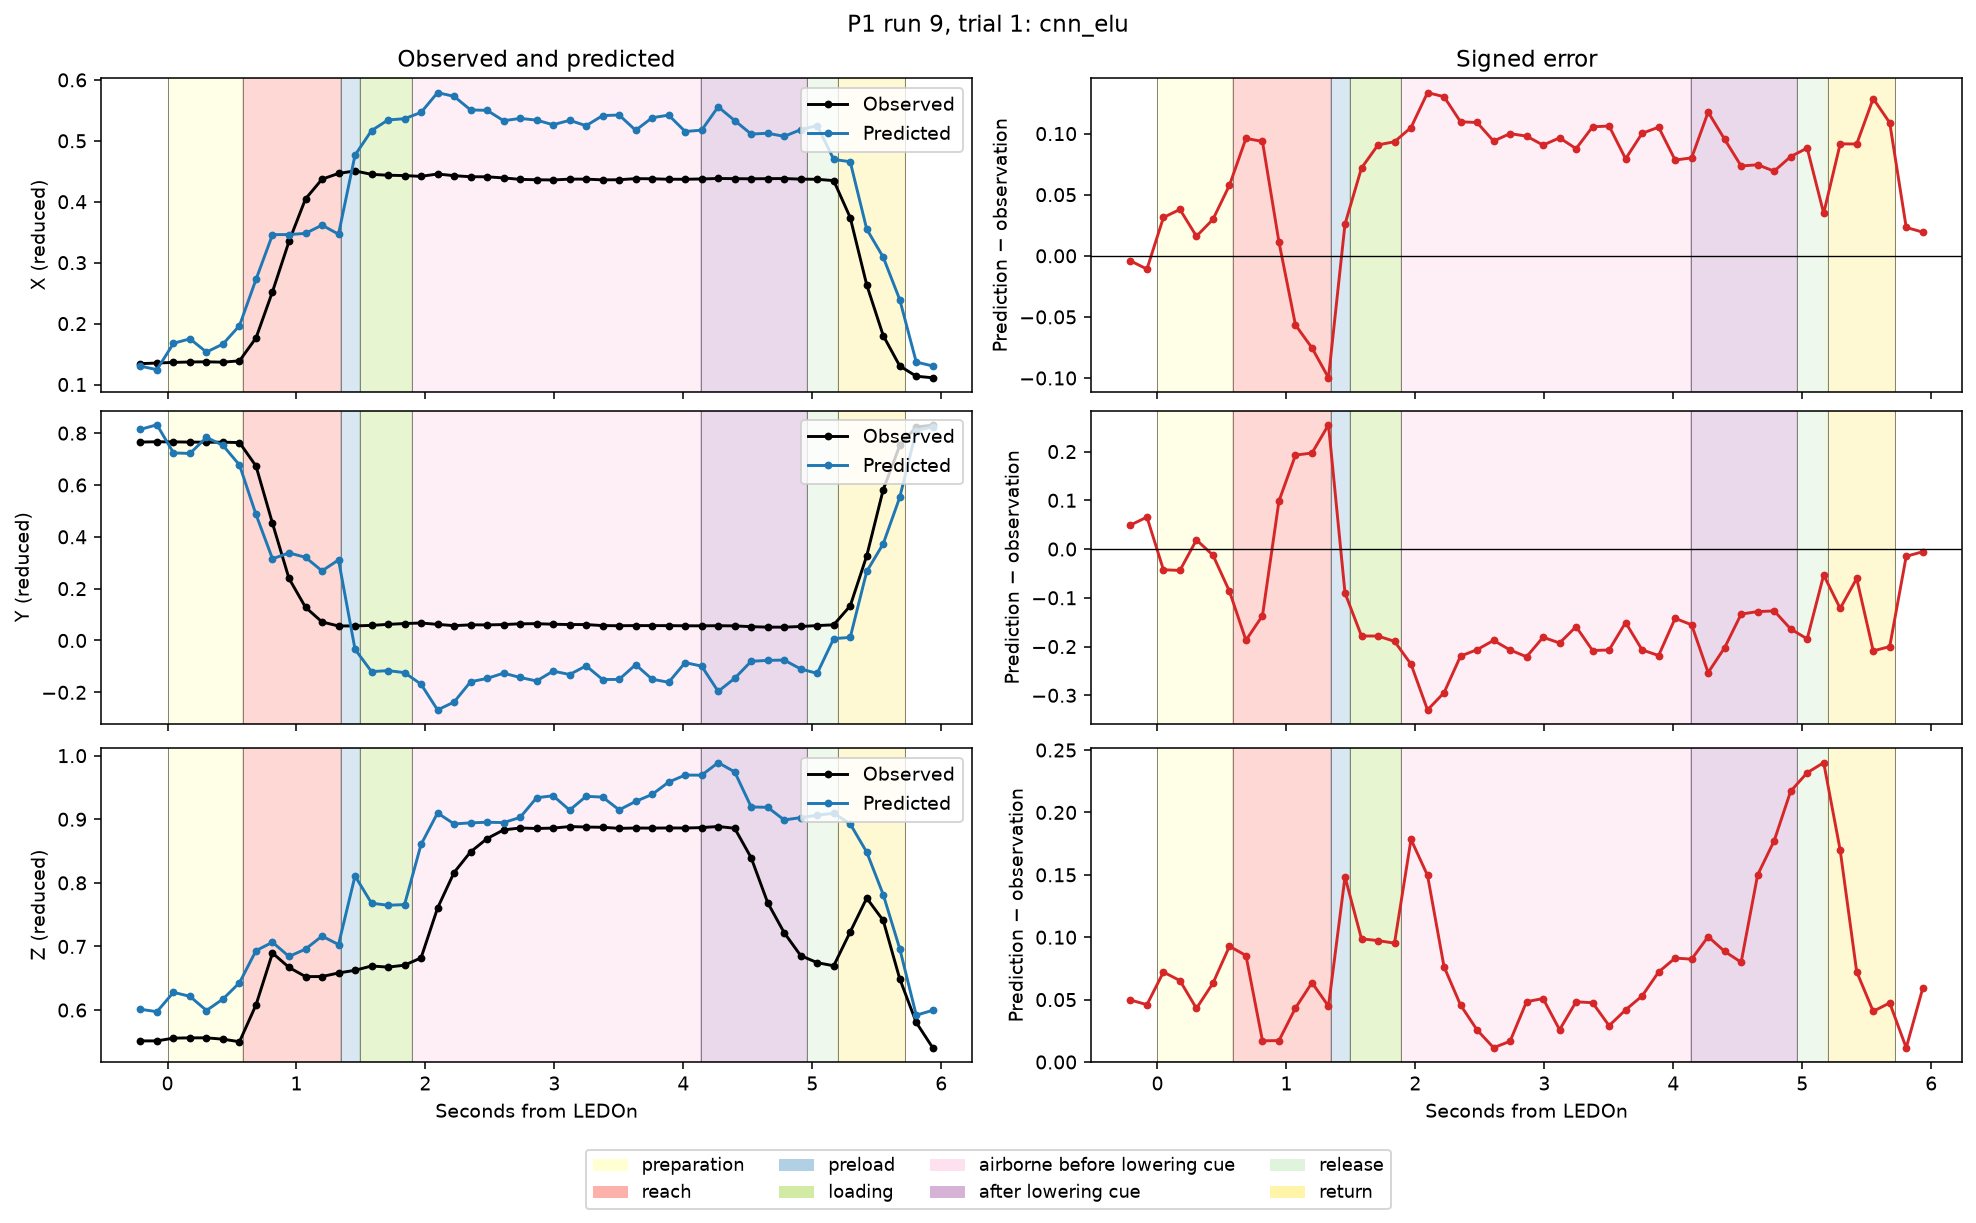 P1 run 9, trial 1: cnn_elu
Observed and predicted
Signed error
X (reduced)
0.6
0.5
0.4
0.3
0.2
0.1
Observed
Predicted
Prediction − observation
0.10
0.05
0.00
−0.05
−0.10
Y (reduced)
0.8
0.6
0.4
0.2
0.0
−0.2
Observed
Predicted
Prediction − observation
0.2
0.1
0.0
−0.1
−0.2
−0.3
Z (reduced)
1.0
0.9
0.8
0.7
0.6
Observed
Predicted
0 1 2 3 4 5 6
Seconds from LEDOn
Prediction − observation
0.25
0.20
0.15
0.10
0.05
0.00
0 1 2 3 4 5 6
Seconds from LEDOn
preparation preload airborne before lowering cue release
reach loading after lowering cue return